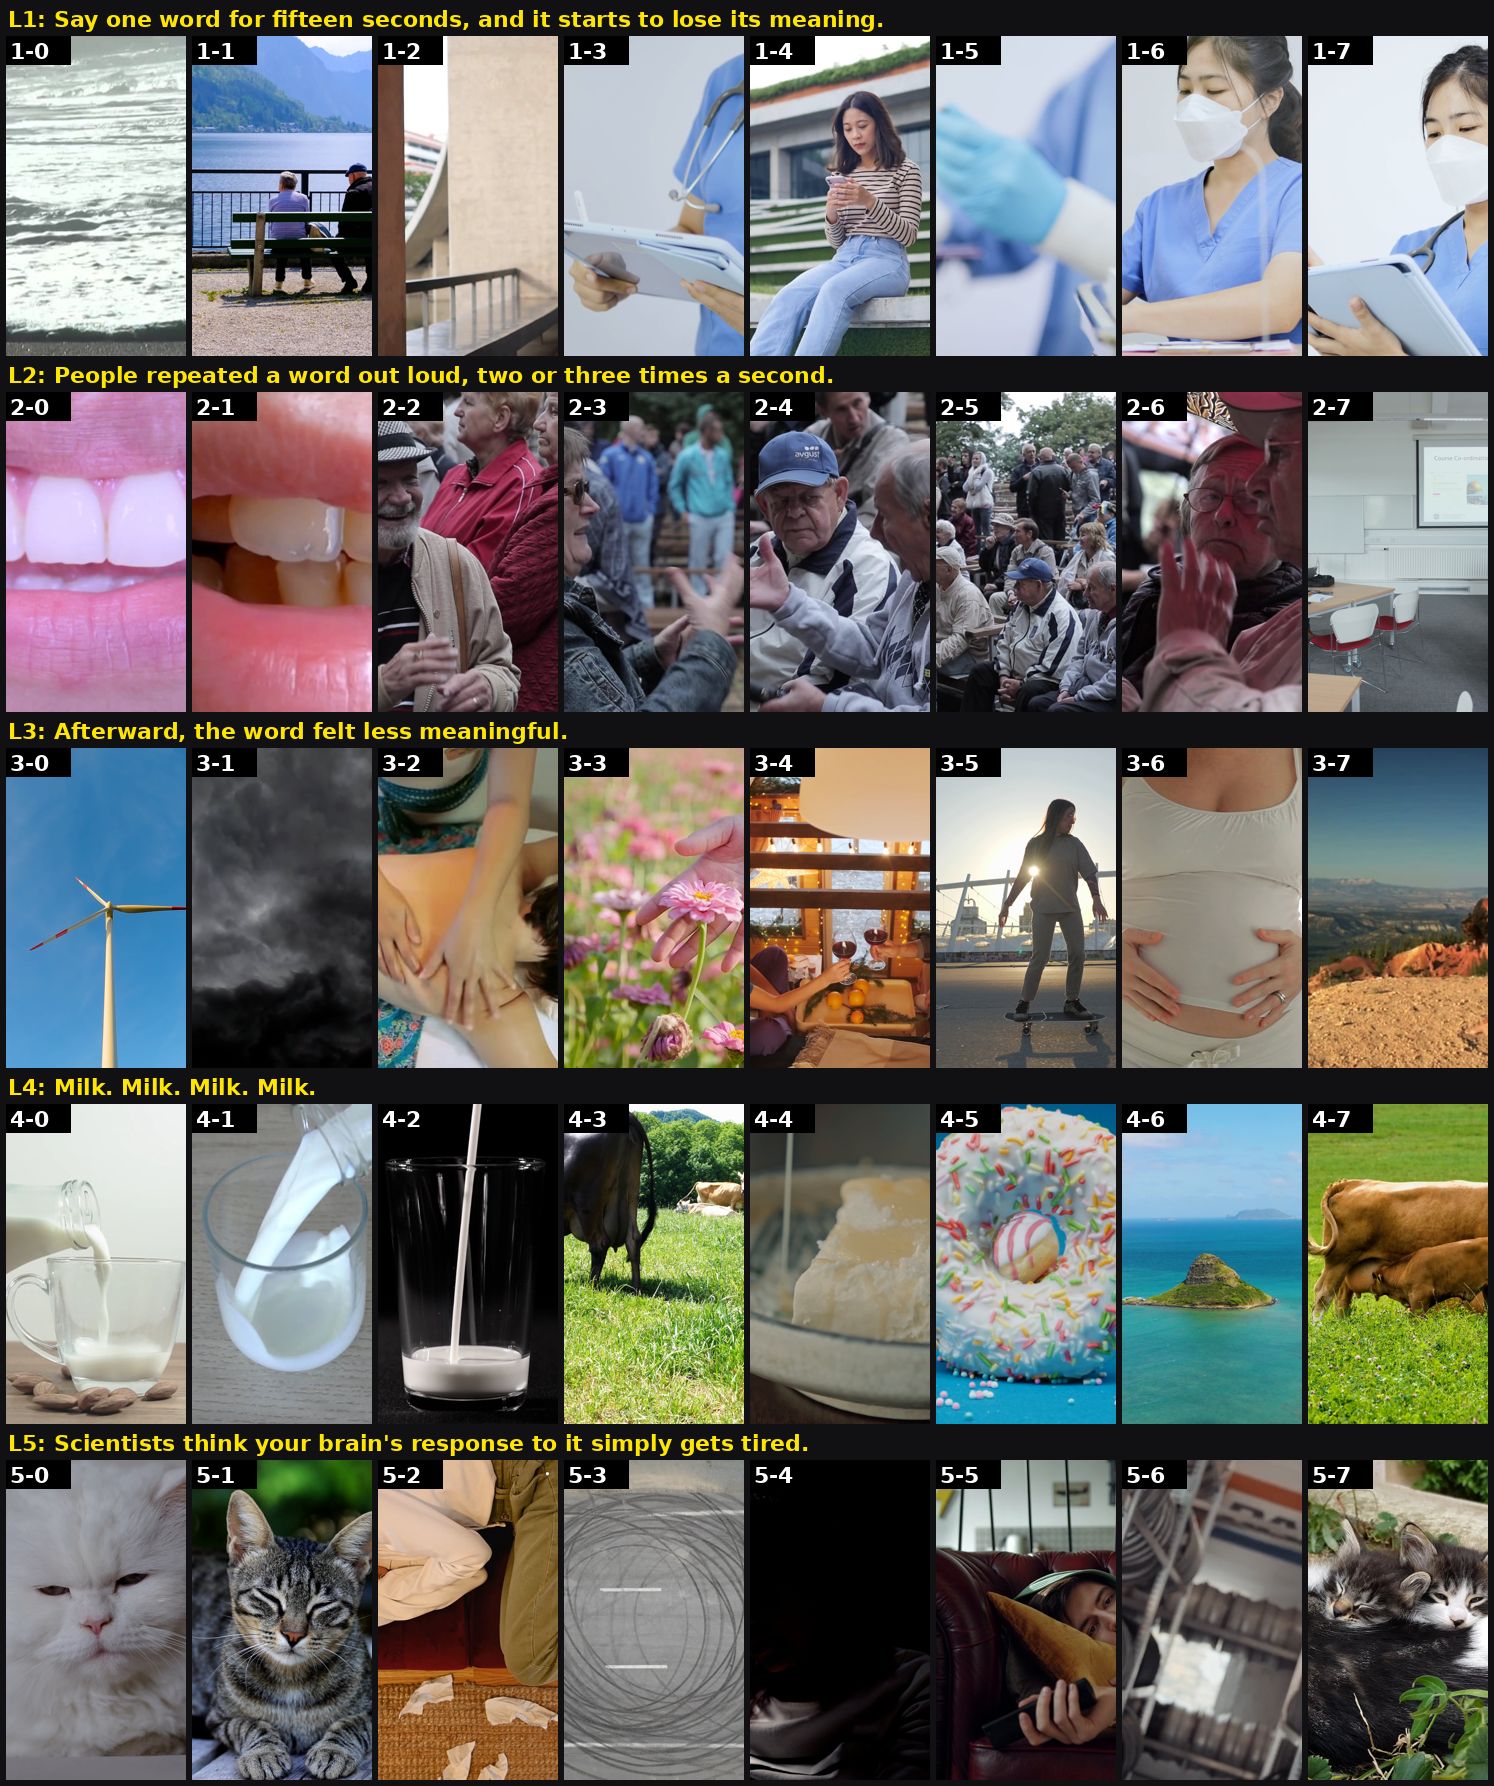 L1: Say one word for fifteen seconds, and it starts to lose its meaning.
1-0 1-1 1-2 1-3 1-4 1-5 1-6 1-7
L2: People repeated a word out loud, two or three times a second.
2-0 2-1 2-2 2-3 2-4 2-5 2-6 2-7
avgust
Course Co-ordinatio
L3: Afterward, the word felt less meaningful.
3-0 3-1 3-2 3-3 3-4 3-5 3-6 3-7
L4: Milk. Milk. Milk. Milk.
4-0 4-1 4-2 4-3 4-4 4-5 4-6 4-7
L5: Scientists think your brain's response to it simply gets tired.
5-0 5-1 5-2 5-3 5-4 5-5 5-6 5-7